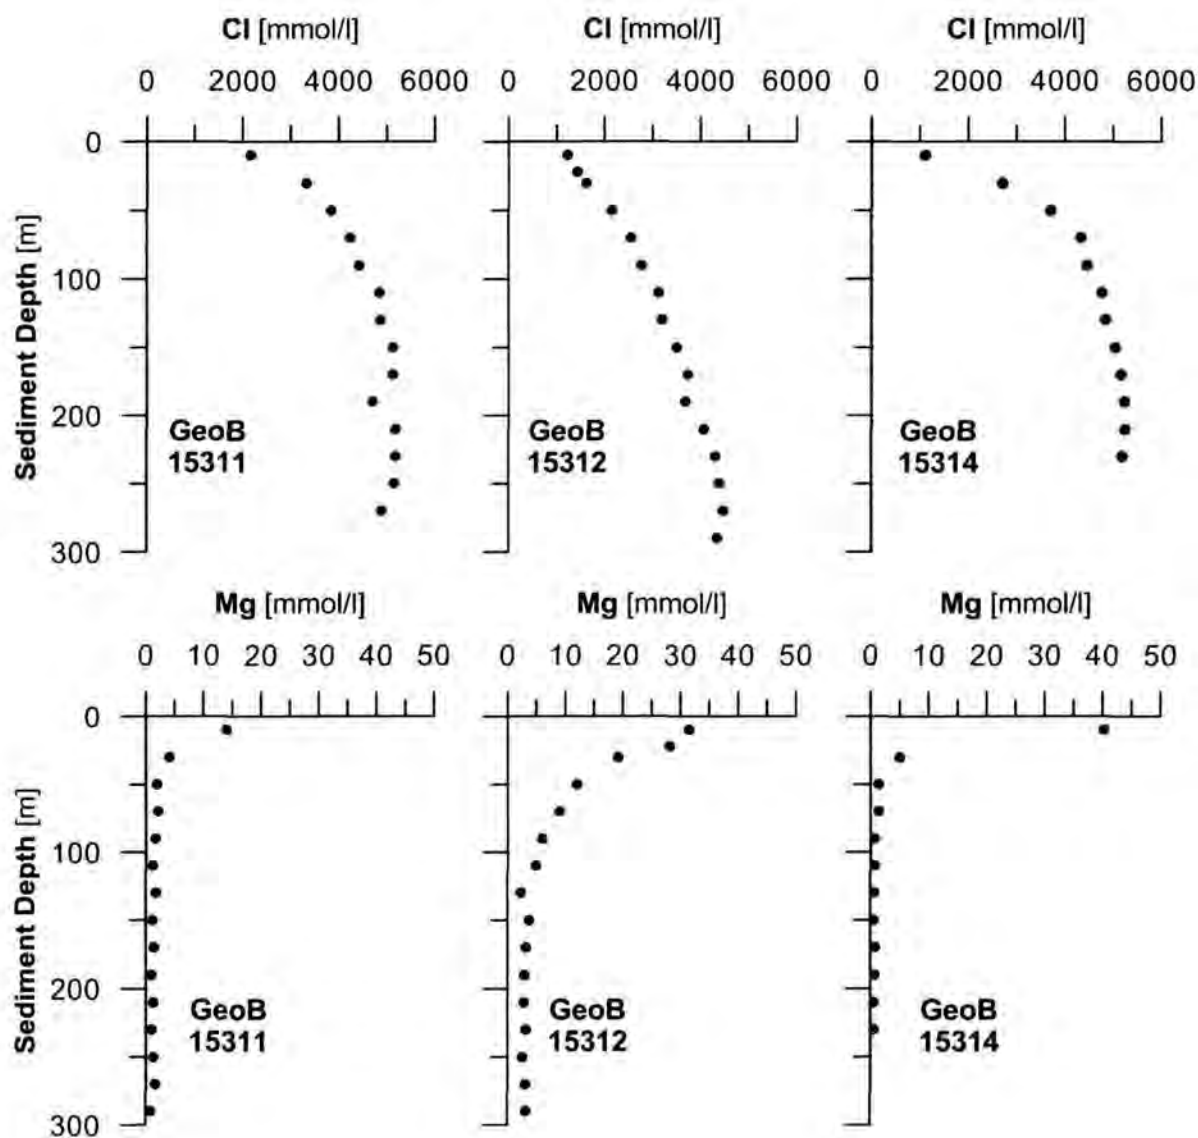 Cl [mmol/l] Cl [mmol/l] Cl [mmol/l]
0 2000 4000 6000 0 2000 4000 6000 0 2000 4000 6000
0
100
200
300
Sediment Depth [m]
GeoB
15311
GeoB
15312
GeoB
15314
Mg [mmol/l] Mg [mmol/l] Mg [mmol/l]
0 10 20 30 40 50 0 10 20 30 40 50 0 10 20 30 40 50
0
100
200
300
Sediment Depth [m]
GeoB
15311
GeoB
15312
GeoB
15314